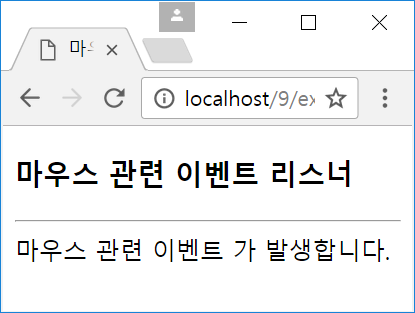 마우
localhost/9/ex
마우스 관련 이벤트 리스너
마우스 관련 이벤트 가 발생합니다.